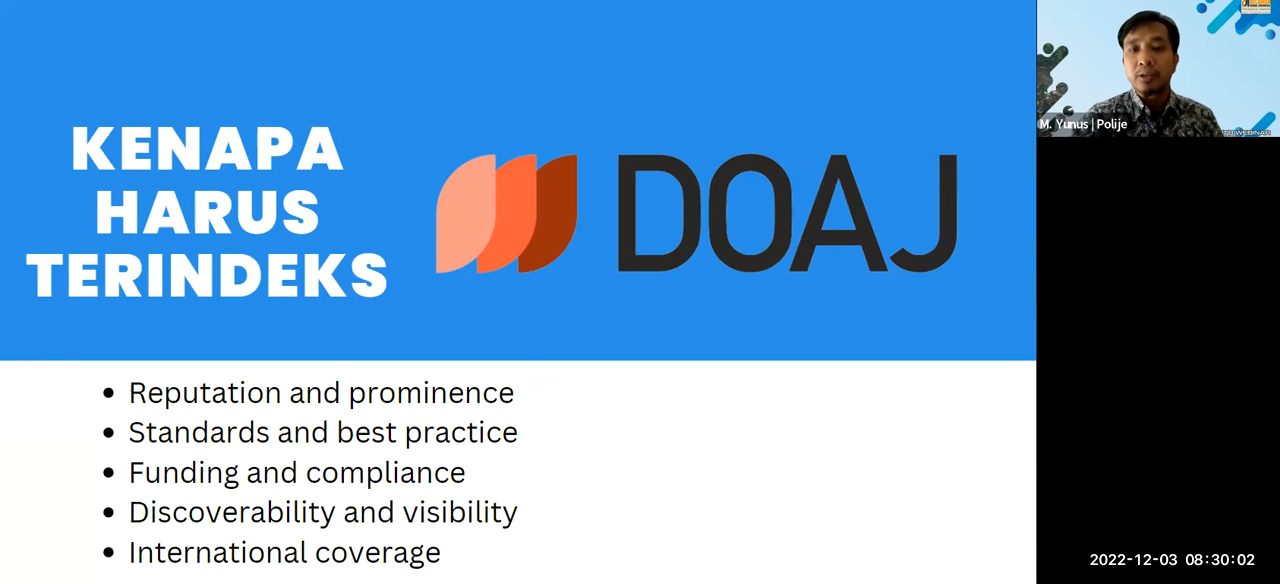 KENAPA
HARUS
TERINDEKS
DOAJ
• Reputation and prominence
• Standards and best practice
• Funding and compliance
• Discoverability and visibility
• International coverage
M. Yunus | Polije
WEBINAR
2022-12-03 08:30:02